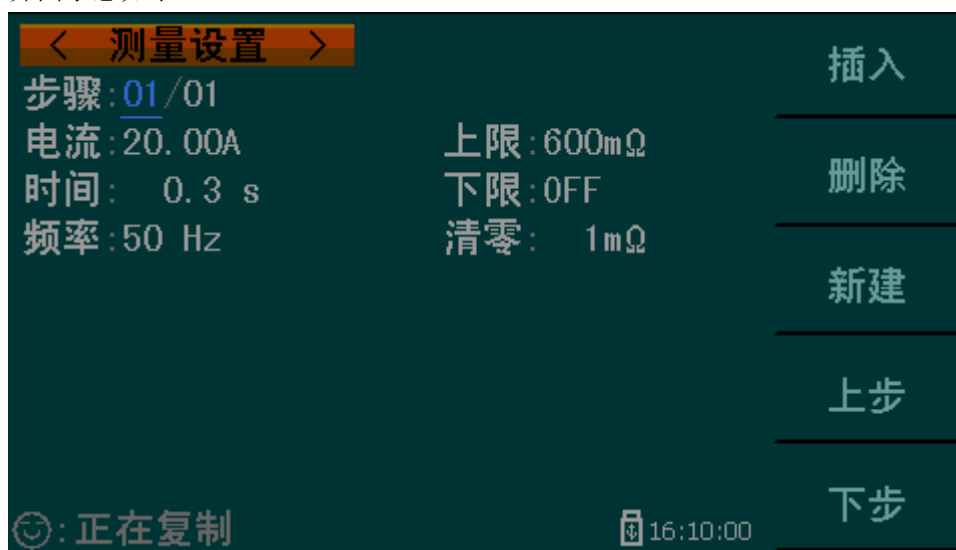 < 测量设置 >
步骤:01/01
电流:20.00A 上限:600mΩ
时间: 0.3 s 下限:OFF
频率:50 Hz 清零: 1mΩ
插入
删除
新建
上步
下步
:正在复制 16:10:00